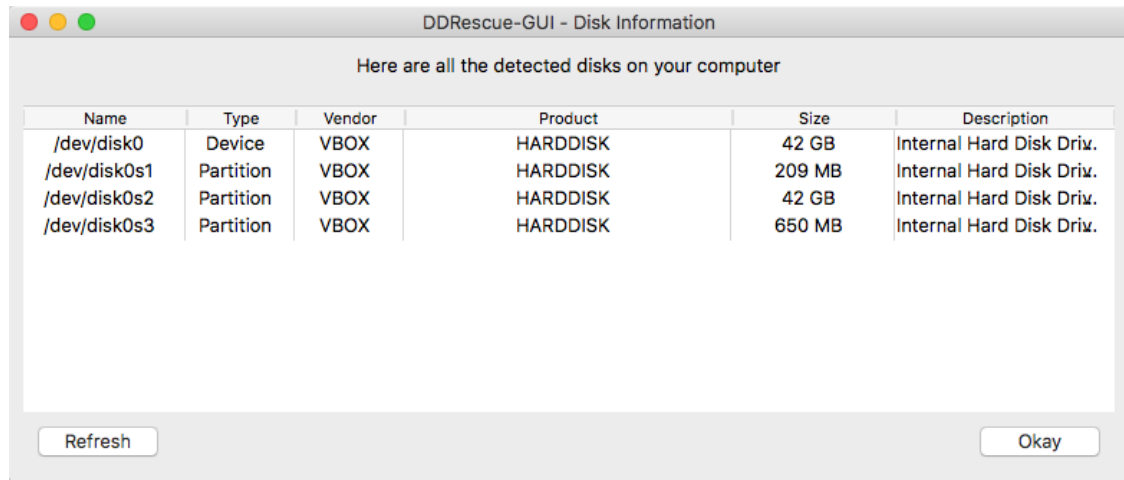 DDRescue-GUI - Disk Information
Here are all the detected disks on your computer
Name Type Vendor Product Size Description
/dev/disk0 Device VBOX HARDDISK 42 GB Internal Hard Disk Driv.
/dev/disk0s1 Partition VBOX HARDDISK 209 MB Internal Hard Disk Driv.
/dev/disk0s2 Partition VBOX HARDDISK 42 GB Internal Hard Disk Driv.
/dev/disk0s3 Partition VBOX HARDDISK 650 MB Internal Hard Disk Driv.
Refresh Okay